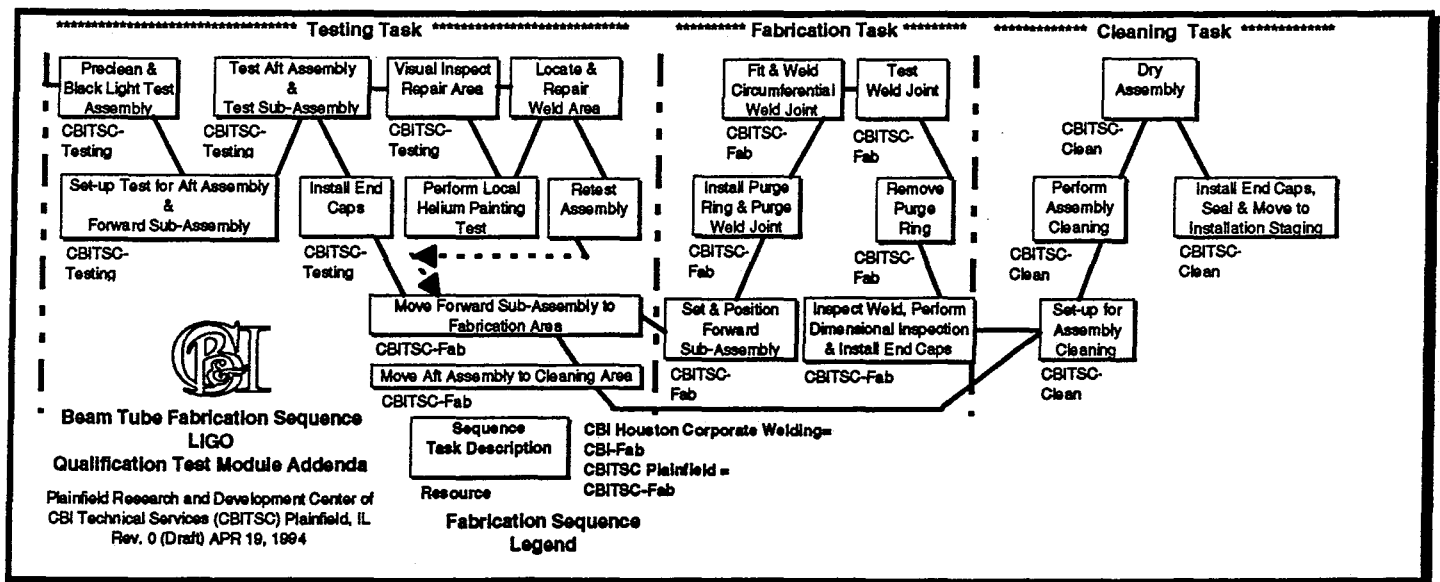 Testing Task
Fabrication Task
Cleaning Task
Preclean &
Black Light Test
Assembly
CBITSC-
Testing
Test Aft Assembly
&
Test Sub-Assembly
CBITSC-
Testing
Visual Inspect
Repair Area
CBITSC-
Testing
Locate &
Repair
Weld Area
Set-up Test for Aft Assembly
&
Forward Sub-Assembly
CBITSC-
Testing
Install End
Caps
CBITSC-
Testing
Perform Local
Helium Painting
Test
Retest
Assembly
Move Forward Sub-Assembly to
Fabrication Area
CBITSC-Fab
Move Aft Assembly to Cleaning Area
CBITSC-Fab
Fit & Weld
Circumferential
Weld Joint
CBITSC-
Fab
Test
Weld Joint
CBITSC-
Fab
Install Purge
Ring & Purge
Weld Joint
CBITSC-
Fab
Remove
Purge
Ring
CBITSC-
Fab
Set & Position
Forward
Sub-Assembly
CBITSC-
Fab
Inspect Weld, Perform
Dimensional Inspection
& Install End Caps
CBITSC-Fab
Dry
Assembly
CBITSC-
Clean
Perform
Assembly
Cleaning
CBITSC-
Clean
Install End Caps,
Seal & Move to
Installation Staging
CBITSC-
Clean
Set-up for
Assembly
Cleaning
CBITSC-
Clean
CB&I
Beam Tube Fabrication Sequence
LIGO
Qualification Test Module Addenda
Plainfield Research and Development Center of
CBI Technical Services (CBITSC) Plainfield, IL
Rev. 0 (Draft) APR 19, 1994
Sequence
Task Description
Resource
CBI Houston Corporate Welding=
CBI-Fab
CBITSC Plainfield =
CBITSC-Fab
Fabrication Sequence
Legend